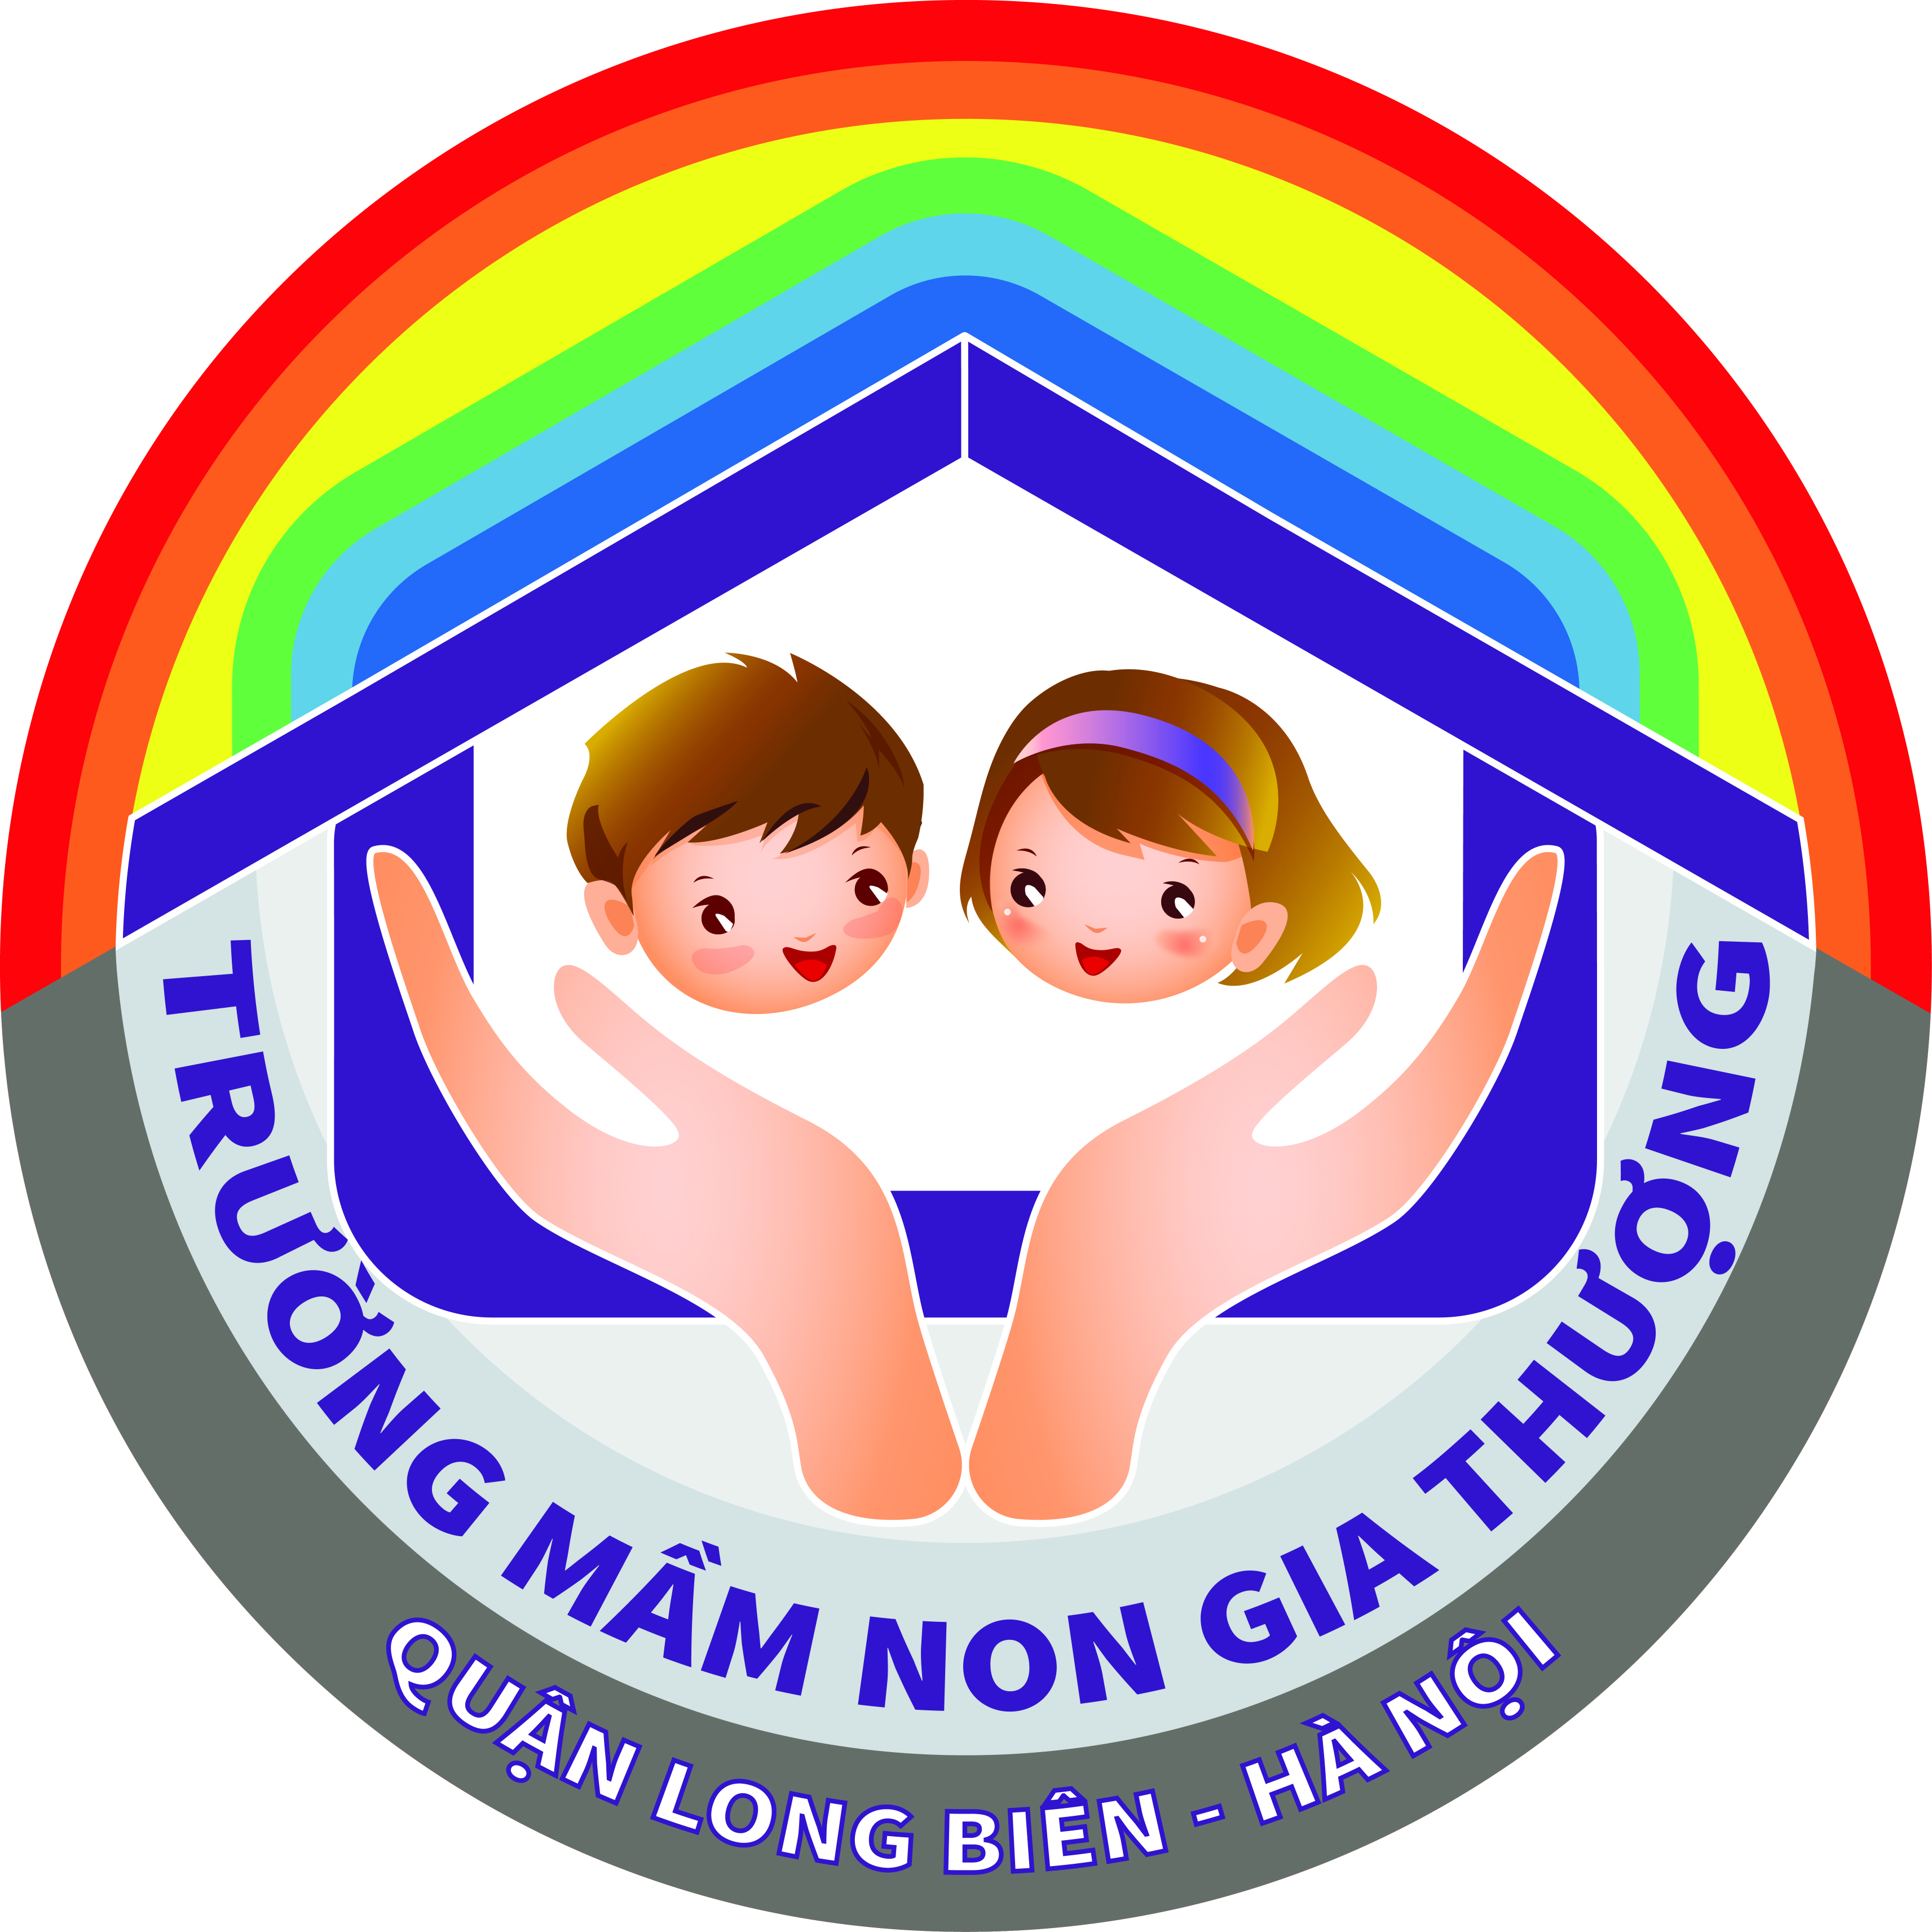 TRƯỜNG MẦM NON GIA THƯỢNG
QUẬN LONG BIÊN - HÀ NỘI